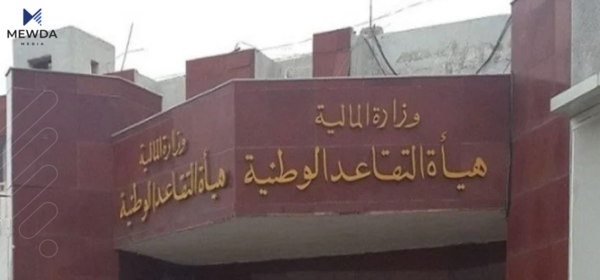 MEWDA
MEDIA
وزارة المالية
هيأة التقاعد الوطنية
وزارة المالية
هيأة التقاعد الوطنية